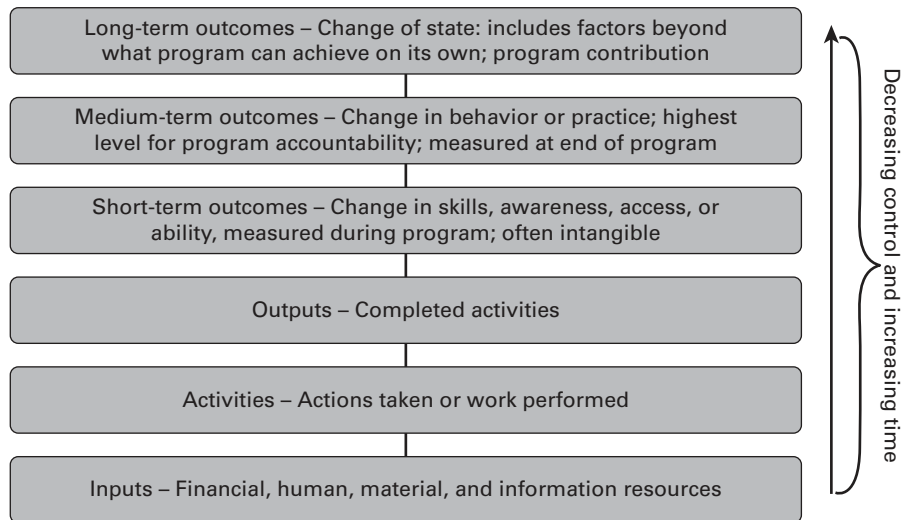 Long-term outcomes – Change of state: includes factors beyond
what program can achieve on its own; program contribution
Medium-term outcomes – Change in behavior or practice; highest
level for program accountability; measured at end of program
Short-term outcomes – Change in skills, awareness, access, or
ability, measured during program; often intangible
Outputs – Completed activities
Activities – Actions taken or work performed
Inputs – Financial, human, material, and information resources
Decreasing control and increasing time